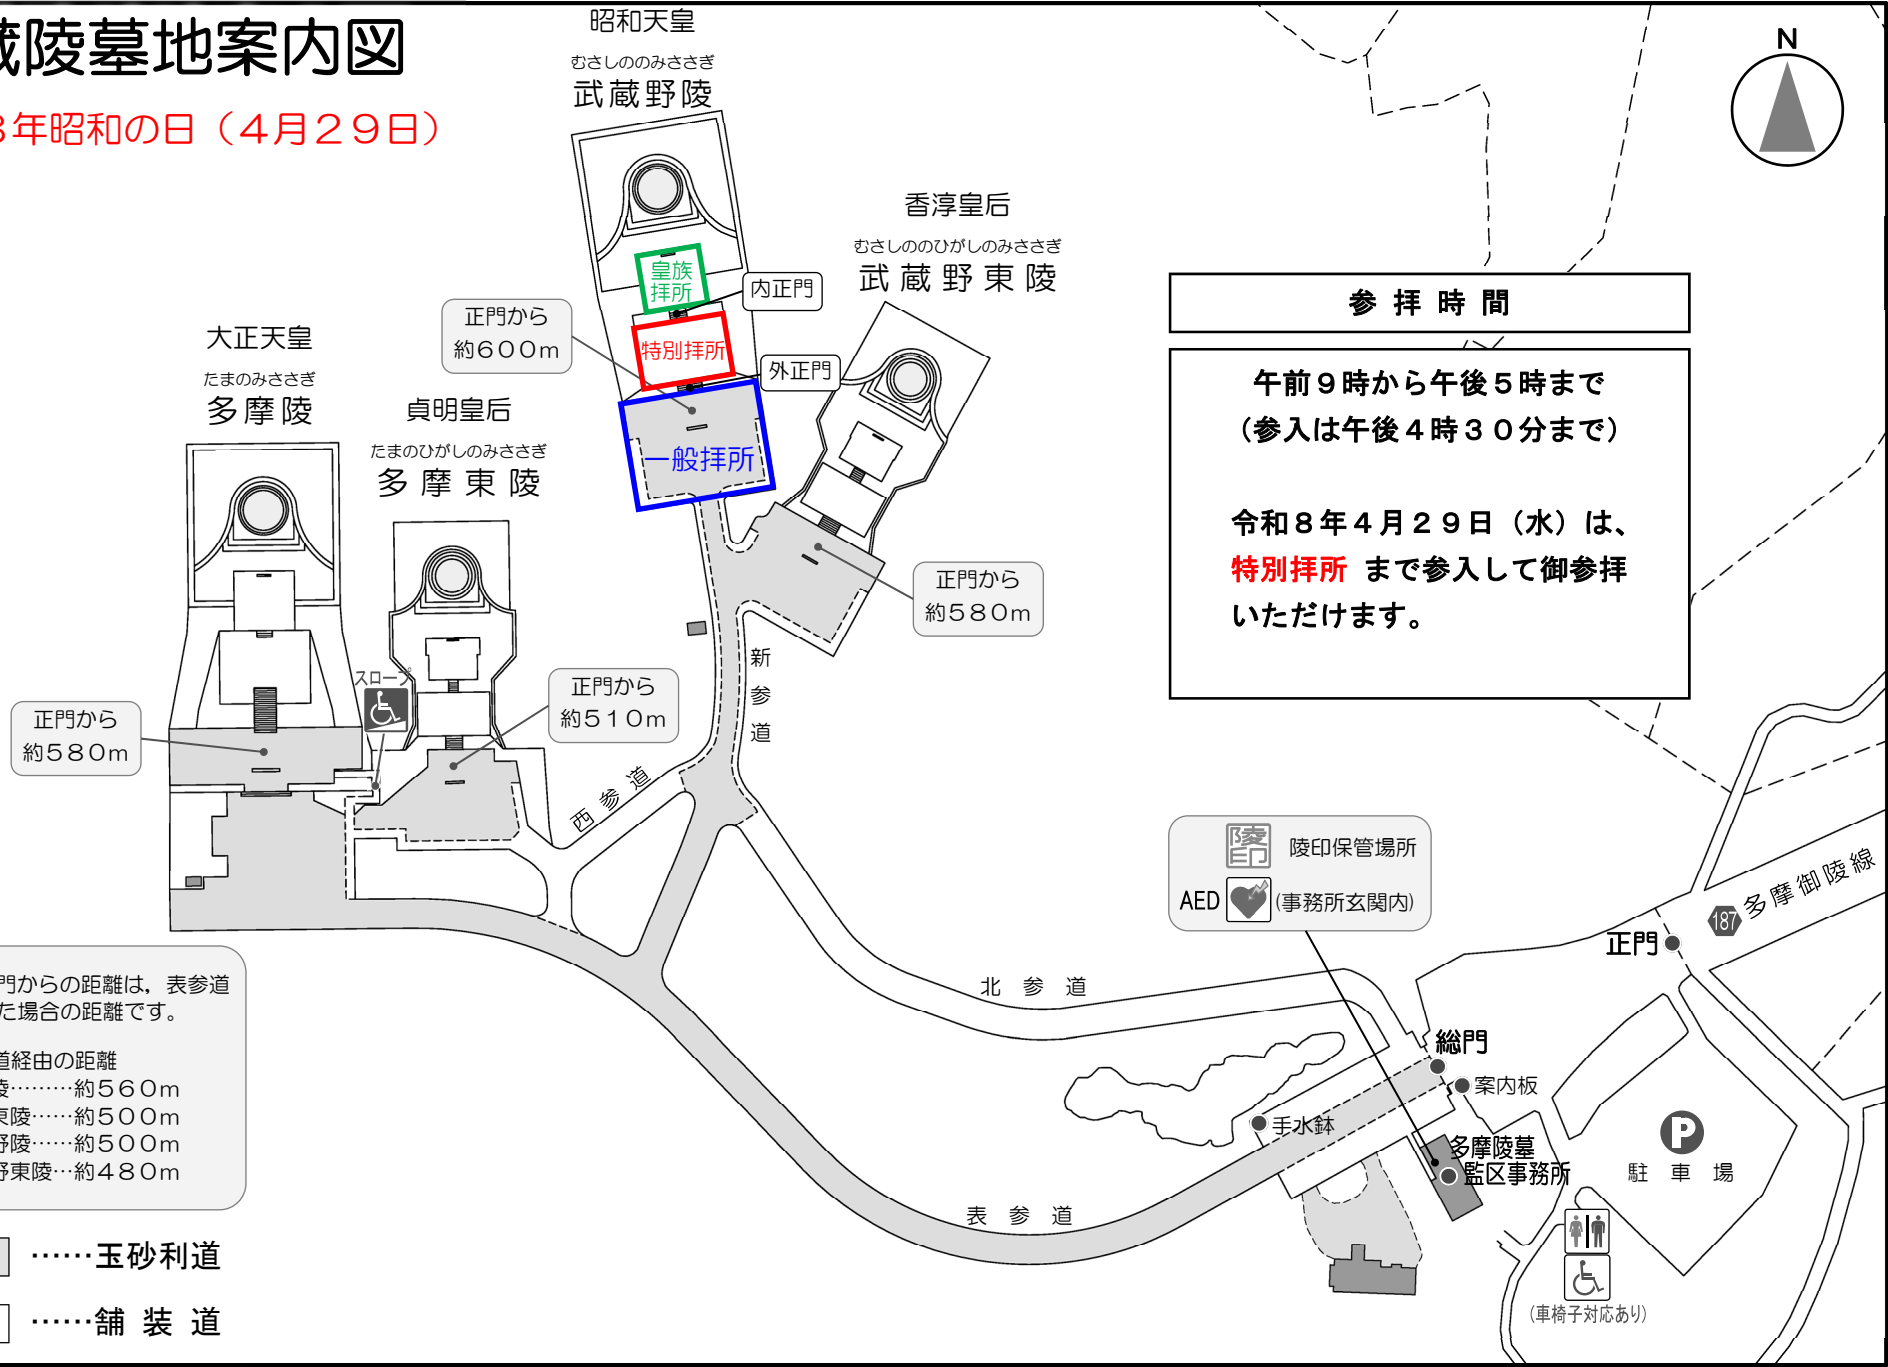 蔵陵墓地案内図
8年昭和の日（４月２９日）
昭和天皇
むさしののみささぎ
武蔵野陵
香淳皇后
むさしののひがしのみささぎ
武蔵野東陵
大正天皇
たまのみささぎ
多摩陵
貞明皇后
たまのひがしのみささぎ
多摩東陵
皇族
拝所
内正門
特別拝所
外正門
一般拝所
正門から
約６００ｍ
正門から
約５８０ｍ
正門から
約５１０ｍ
正門から
約５８０ｍ
スロープ
新参道
西参道
北参道
表参道
N
参拝時間
午前９時から午後５時まで
（参入は午後４時３０分まで）
令和８年４月２９日（水）は、
特別拝所 まで参入して御参拝
いただけます。
陵印
陵印保管場所
AED
(事務所玄関内)
187
多摩御陵線
正門
総門
案内板
手水鉢
多摩陵墓
監区事務所
P
駐車場
(車椅子対応あり)
門からの距離は，表参道
た場合の距離です。
道経由の距離
陵………約５６０ｍ
東陵……約５００ｍ
野陵……約５００ｍ
野東陵…約４８０ｍ
……玉砂利道
……舗装道